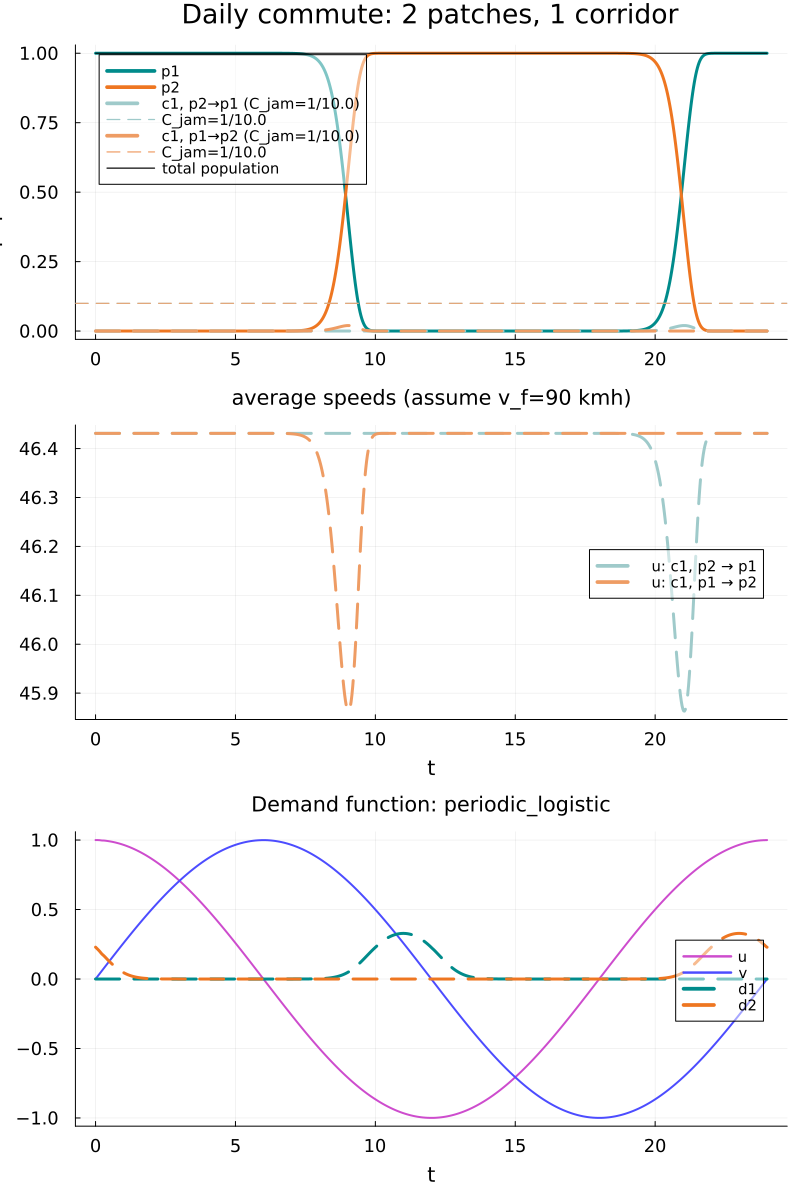 Daily commute: 2 patches, 1 corridor
1.00
0.75
0.50
0.25
0.00
p1
p2
c1, p2→p1 (C_jam=1/10.0)
C_jam=1/10.0
c1, p1→p2 (C_jam=1/10.0)
C_jam=1/10.0
total population
0 5 10 15 20
average speeds (assume v_f=90 kmh)
46.4
46.3
46.2
46.1
46.0
45.9
u: c1, p2 → p1
u: c1, p1 → p2
0 5 10 15 20
t
Demand function: periodic_logistic
1.0
0.5
0.0
−0.5
−1.0
u
v
d1
d2
0 5 10 15 20
t